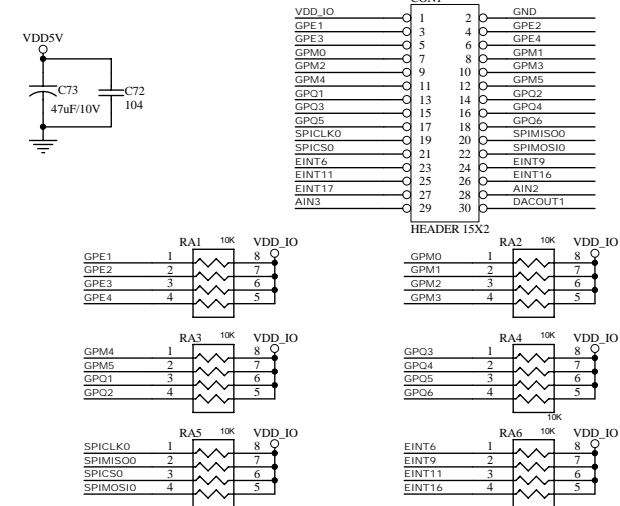 CON1
VDD_IO 1 2 GND
GPE1 3 4 GPE2
GPE3 5 6 GPE4
GPM0 7 8 GPM1
GPM2 9 10 GPM3
GPM4 11 12 GPM5
GPQ1 13 14 GPQ2
GPQ3 15 16 GPQ4
GPQ5 17 18 GPQ6
SPICLK0 19 20 SPIMISO0
SPICS0 21 22 SPIMOSI0
EINT6 23 24 EINT9
EINT11 25 26 EINT16
EINT17 27 28 AIN2
AIN3 29 30 DACOUT1
HEADER 15X2
VDD5V
C73
47uF/10V
C72
104
RA1 10K VDD_IO
GPE1 1 8
GPE2 2 7
GPE3 3 6
GPE4 4 5
RA2 10K VDD_IO
GPM0 1 8
GPM1 2 7
GPM2 3 6
GPM3 4 5
RA3 10K VDD_IO
GPM4 1 8
GPM5 2 7
GPQ1 3 6
GPQ2 4 5
RA4 10K VDD_IO
GPQ3 1 8
GPQ4 2 7
GPQ5 3 6
GPQ6 4 5
10K
RA5 10K VDD_IO
SPICLK0 1 8
SPIMISO0 2 7
SPICS0 3 6
SPIMOSI0 4 5
RA6 10K VDD_IO
EINT6 1 8
EINT9 2 7
EINT11 3 6
EINT16 4 5